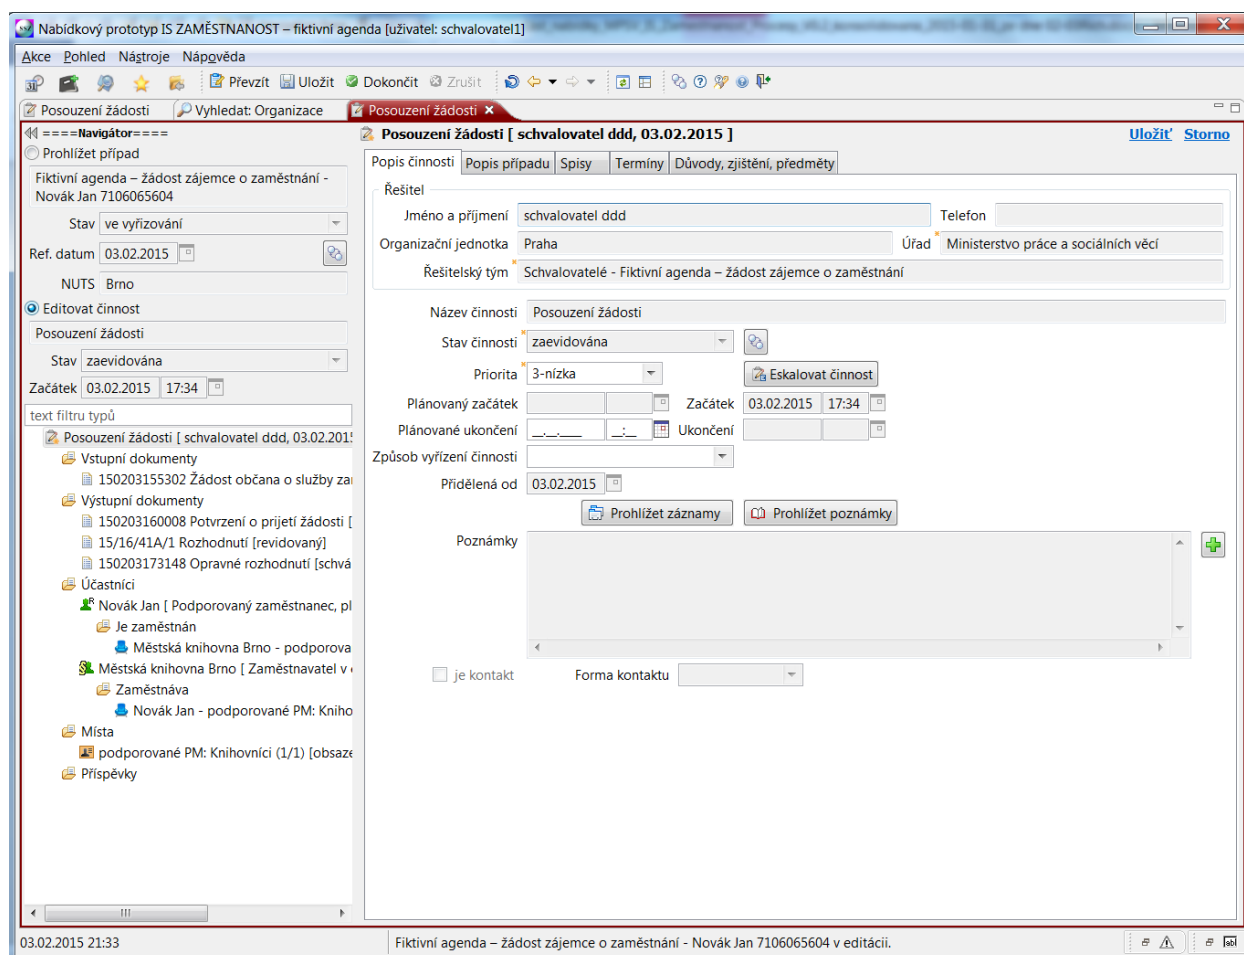 Nabídkový prototyp IS ZAMĚSTNANOST – fiktivní agenda [uživatel: schvalovatel1]
Akce Pohled Nástroje Nápověda
Převzít Uložit Dokončit Zrušit
Posouzení žádosti Vyhledat: Organizace Posouzení žádosti
====Navigátor====
Prohlížet případ
Fiktivní agenda – žádost zájemce o zaměstnání -
Novák Jan 7106065604
Stav ve vyřizování
Ref. datum 03.02.2015
NUTS Brno
Editovat činnost
Posouzení žádosti
Stav zaevidována
Začátek 03.02.2015 17:34
text filtru typů
Posouzení žádosti [ schvalovatel ddd, 03.02.201
Vstupní dokumenty
150203155302 Žádost občana o služby za
Výstupní dokumenty
150203160008 Potvrzení o prijetí žádosti [
15/16/41A/1 Rozhodnutí [revidovaný]
150203173148 Opravné rozhodnutí [schvá
Účastníci
Novák Jan [ Podporovaný zaměstnanec, pl
Je zaměstnán
Městská knihovna Brno - podporova
Městská knihovna Brno [ Zaměstnavatel v
Zaměstnáva
Novák Jan - podporované PM: Kniho
Místa
podporované PM: Knihovníci (1/1) [obsaze
Příspěvky
Posouzení žádosti [ schvalovatel ddd, 03.02.2015 ]
Uložiť Storno
Popis činnosti Popis případu Spisy Termíny Důvody, zjištění, předměty
Řešitel
Jméno a příjmení schvalovatel ddd Telefon
Organizační jednotka Praha Úřad Ministerstvo práce a sociálních věcí
Řešitelský tým Schvalovatelé - Fiktivní agenda – žádost zájemce o zaměstnání
Název činnosti Posouzení žádosti
Stav činnosti zaevidována
Priorita 3-nízka Eskalovat činnost
Plánovaný začátek Začátek 03.02.2015 17:34
Plánované ukončení __.__.____ __:__ Ukončení
Způsob vyřízení činnosti
Přidělená od 03.02.2015
Prohlížet záznamy Prohlížet poznámky
Poznámky
je kontakt Forma kontaktu
03.02.2015 21:33 Fiktivní agenda – žádost zájemce o zaměstnání - Novák Jan 7106065604 v editácii.